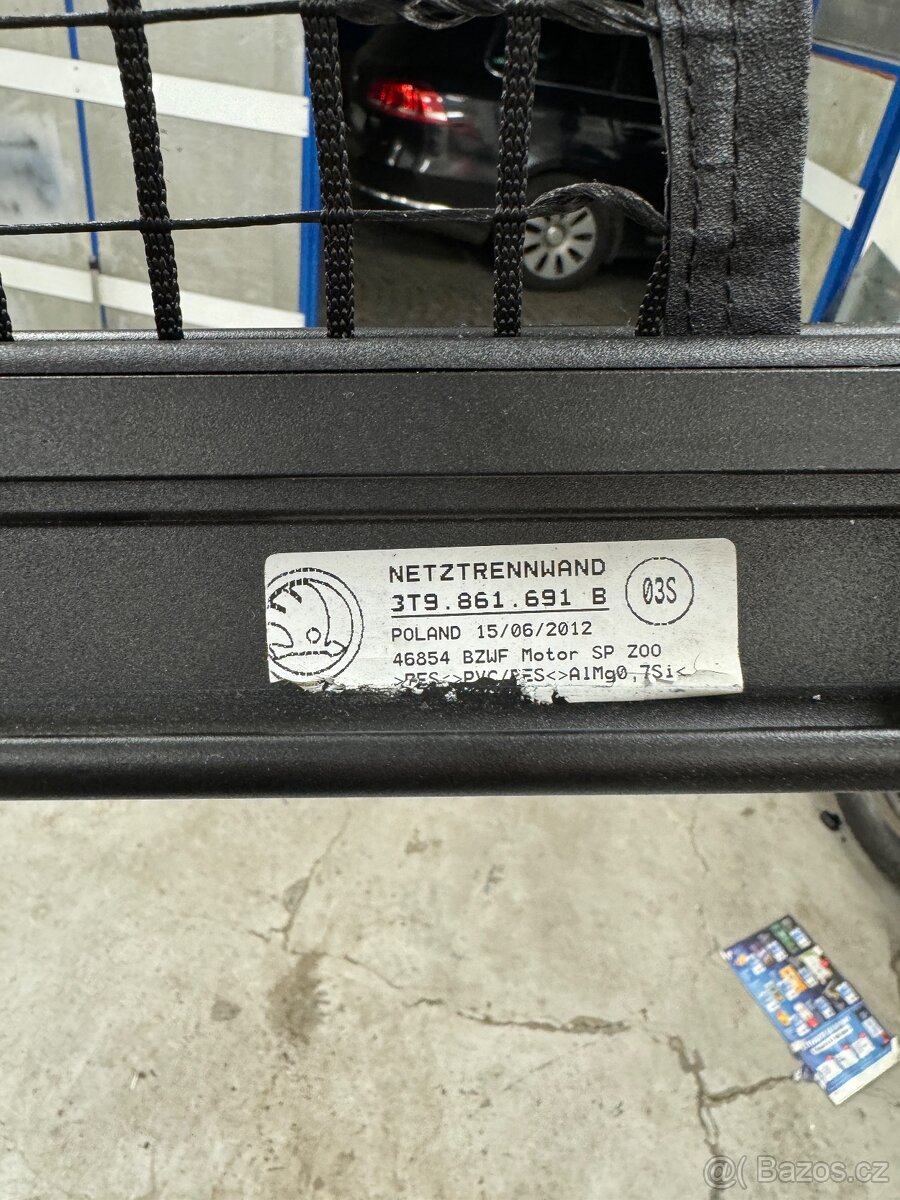 NETZTRENNWAND
3T9.861.691 B
03S
POLAND 15/06/2012
46854 BZWF Motor SP ZOO
>PES<>PVC/PES<>AlMg0,7Si<
@( Bazos.cz